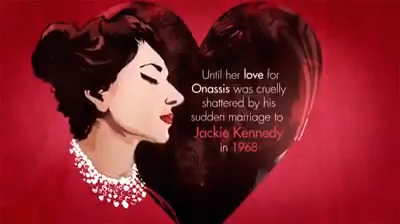 Until her love for
Onassis was cruelly
shattered by his
sudden marriage to
Jackie Kennedy
in 1968